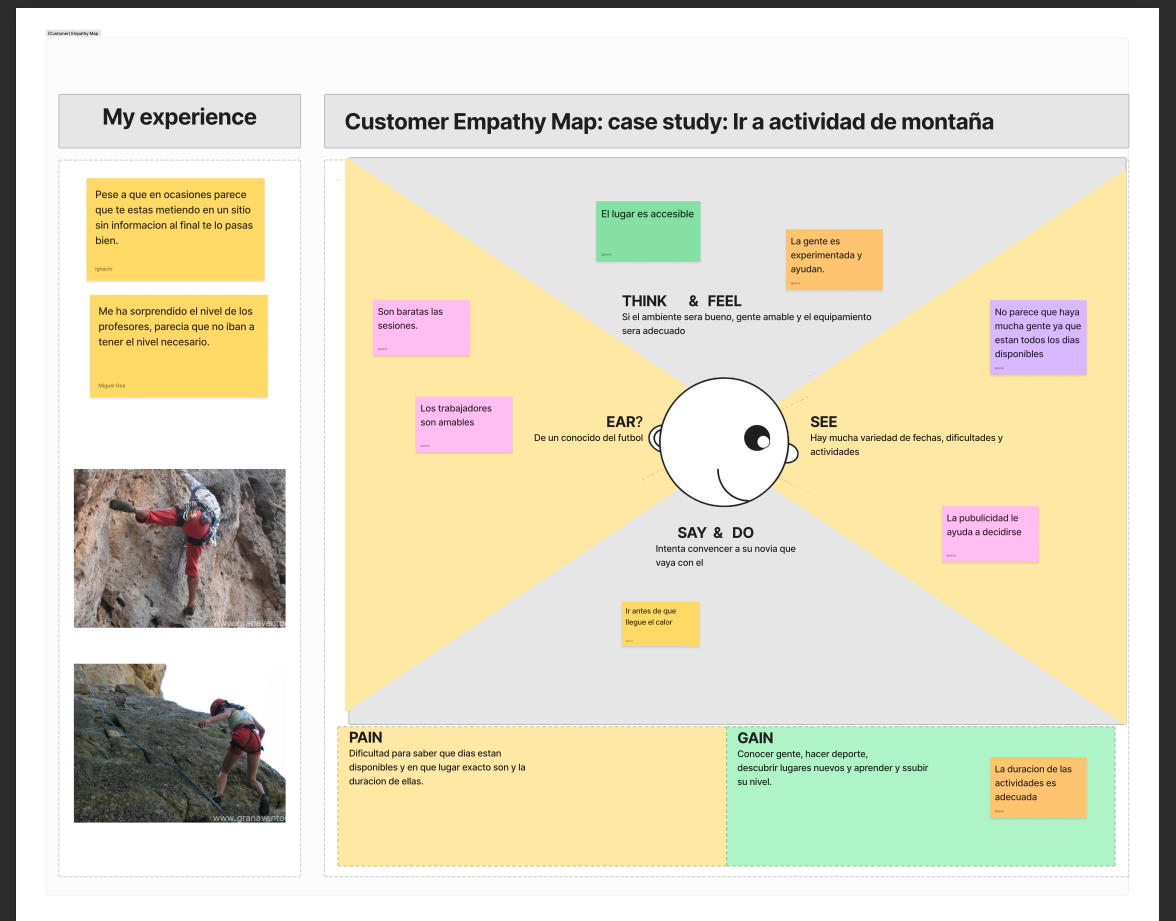 (Customer) Empathy Map
My experience
Customer Empathy Map: case study: Ir a actividad de montaña
Pese a que en ocasiones parece
que te estas metiendo en un sitio
sin informacion al final te lo pasas
bien.
Ignacio
Me ha sorprendido el nivel de los
profesores, parecia que no iban a
tener el nivel necesario.
Miguel Gea
www.granavento
www.granavento
El lugar es accesible
La gente es
experimentada y
ayudan.
THINK & FEEL
Si el ambiente sera bueno, gente amable y el equipamiento
sera adecuado
Son baratas las
sesiones.
Los trabajadores
son amables
EAR?
De un conocido del futbol
No parece que haya
mucha gente ya que
estan todos los dias
disponibles
SEE
Hay mucha variedad de fechas, dificultades y
actividades
La pubulicidad le
ayuda a decidirse
SAY & DO
Intenta convencer a su novia que
vaya con el
Ir antes de que
llegue el calor
PAIN
Dificultad para saber que dias estan
disponibles y en que lugar exacto son y la
duracion de ellas.
GAIN
Conocer gente, hacer deporte,
descubrir lugares nuevos y aprender y ssubir
su nivel.
La duracion de las
actividades es
adecuada